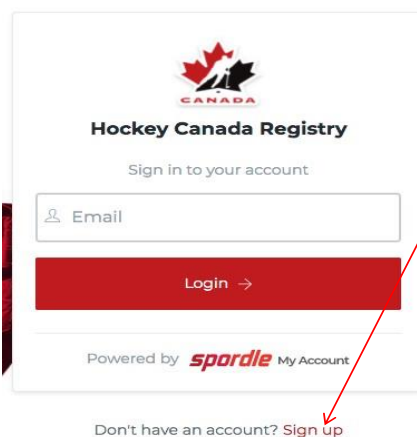 CANADA
Hockey Canada Registry
Sign in to your account
Email
Login →
Powered by spordle My Account
Don't have an account? Sign up